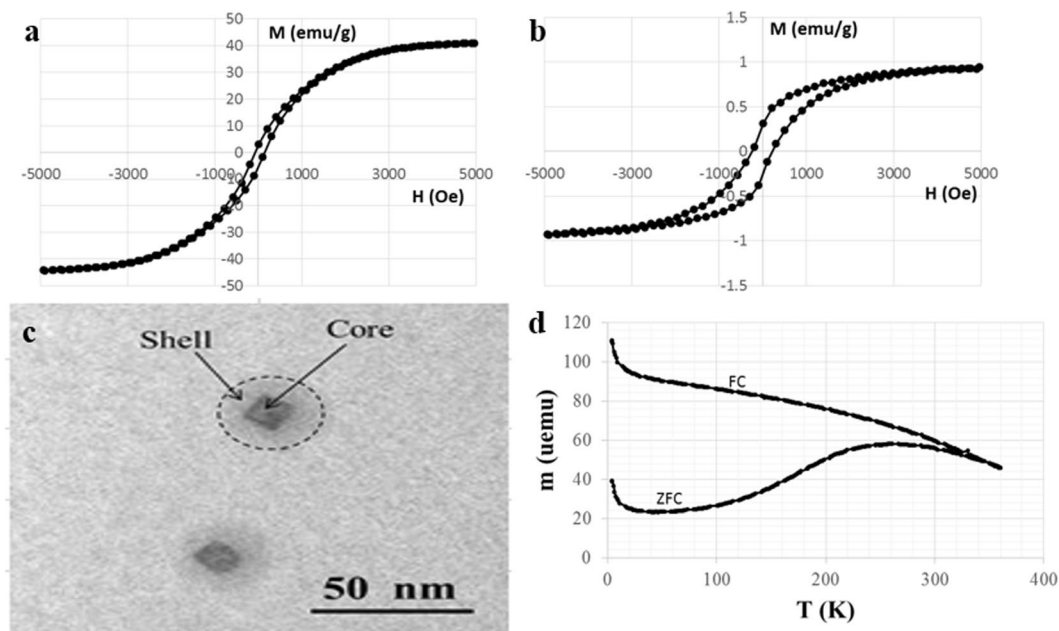 a
M (emu/g)
50
40
30
20
10
0
-10
-20
-30
-40
-50
-5000 -3000 -1000 1000 3000 5000
H (Oe)
b
M (emu/g)
1.5
1
0.5
0
-0.5
-1
-1.5
-5000 -3000 -1000 1000 3000 5000
H (Oe)
c
Shell
Core
50 nm
d
120
100
80
60
40
20
0
m (uemu)
FC
ZFC
0 100 200 300 400
T (K)